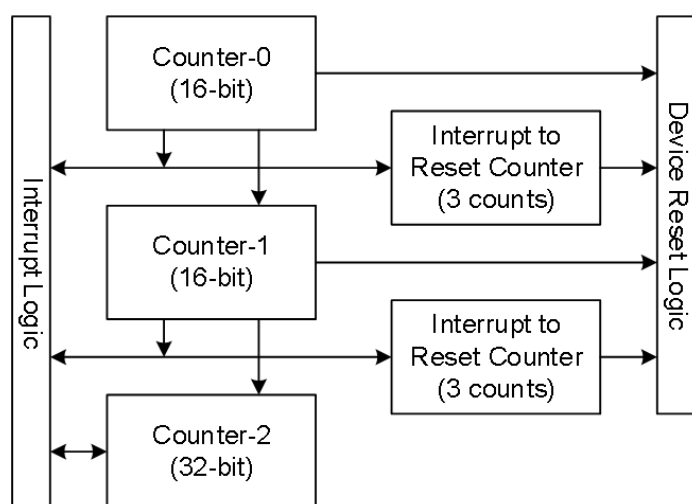 Counter-0
(16-bit)
Interrupt to
Reset Counter
(3 counts)
Counter-1
(16-bit)
Interrupt to
Reset Counter
(3 counts)
Counter-2
(32-bit)
Interrupt Logic
Device Reset Logic